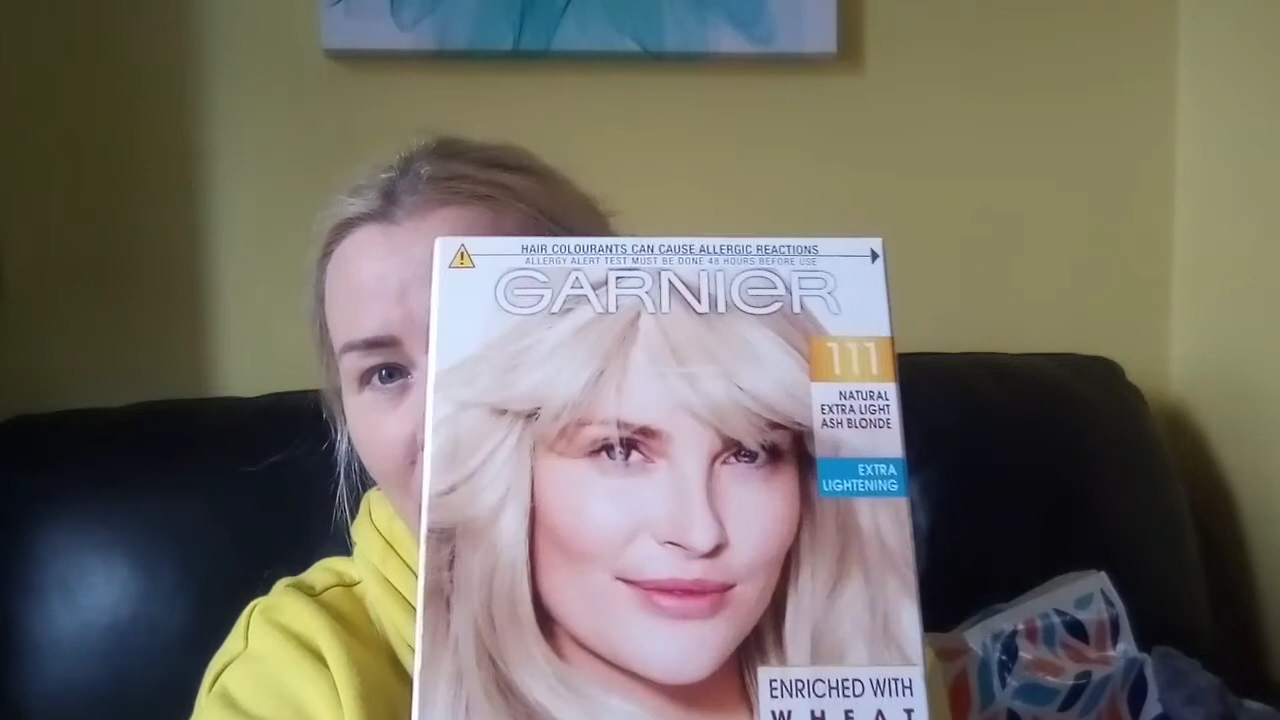 HAIR COLOURANTS CAN CAUSE ALLERGIC REACTIONS
ALLERGY ALERT TEST MUST BE DONE 48 HOURS BEFORE USE
GARNIER
111
NATURAL
EXTRA LIGHT
ASH BLONDE
EXTRA
LIGHTENING
ENRICHED WITH
WHEAT